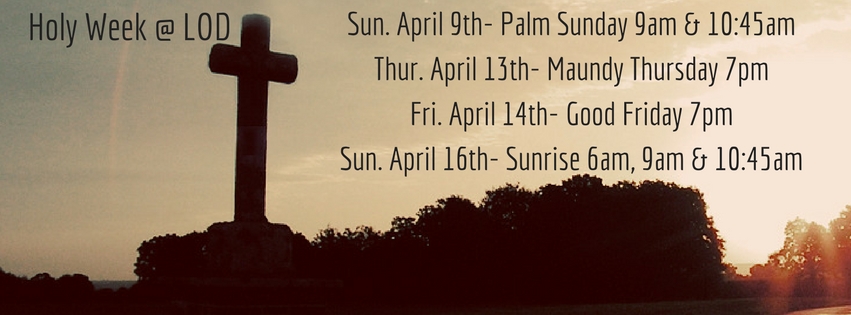 Holy Week @ LOD
Sun. April 9th- Palm Sunday 9am & 10:45am
Thur. April 13th- Maundy Thursday 7pm
Fri. April 14th- Good Friday 7pm
Sun. April 16th- Sunrise 6am, 9am & 10:45am